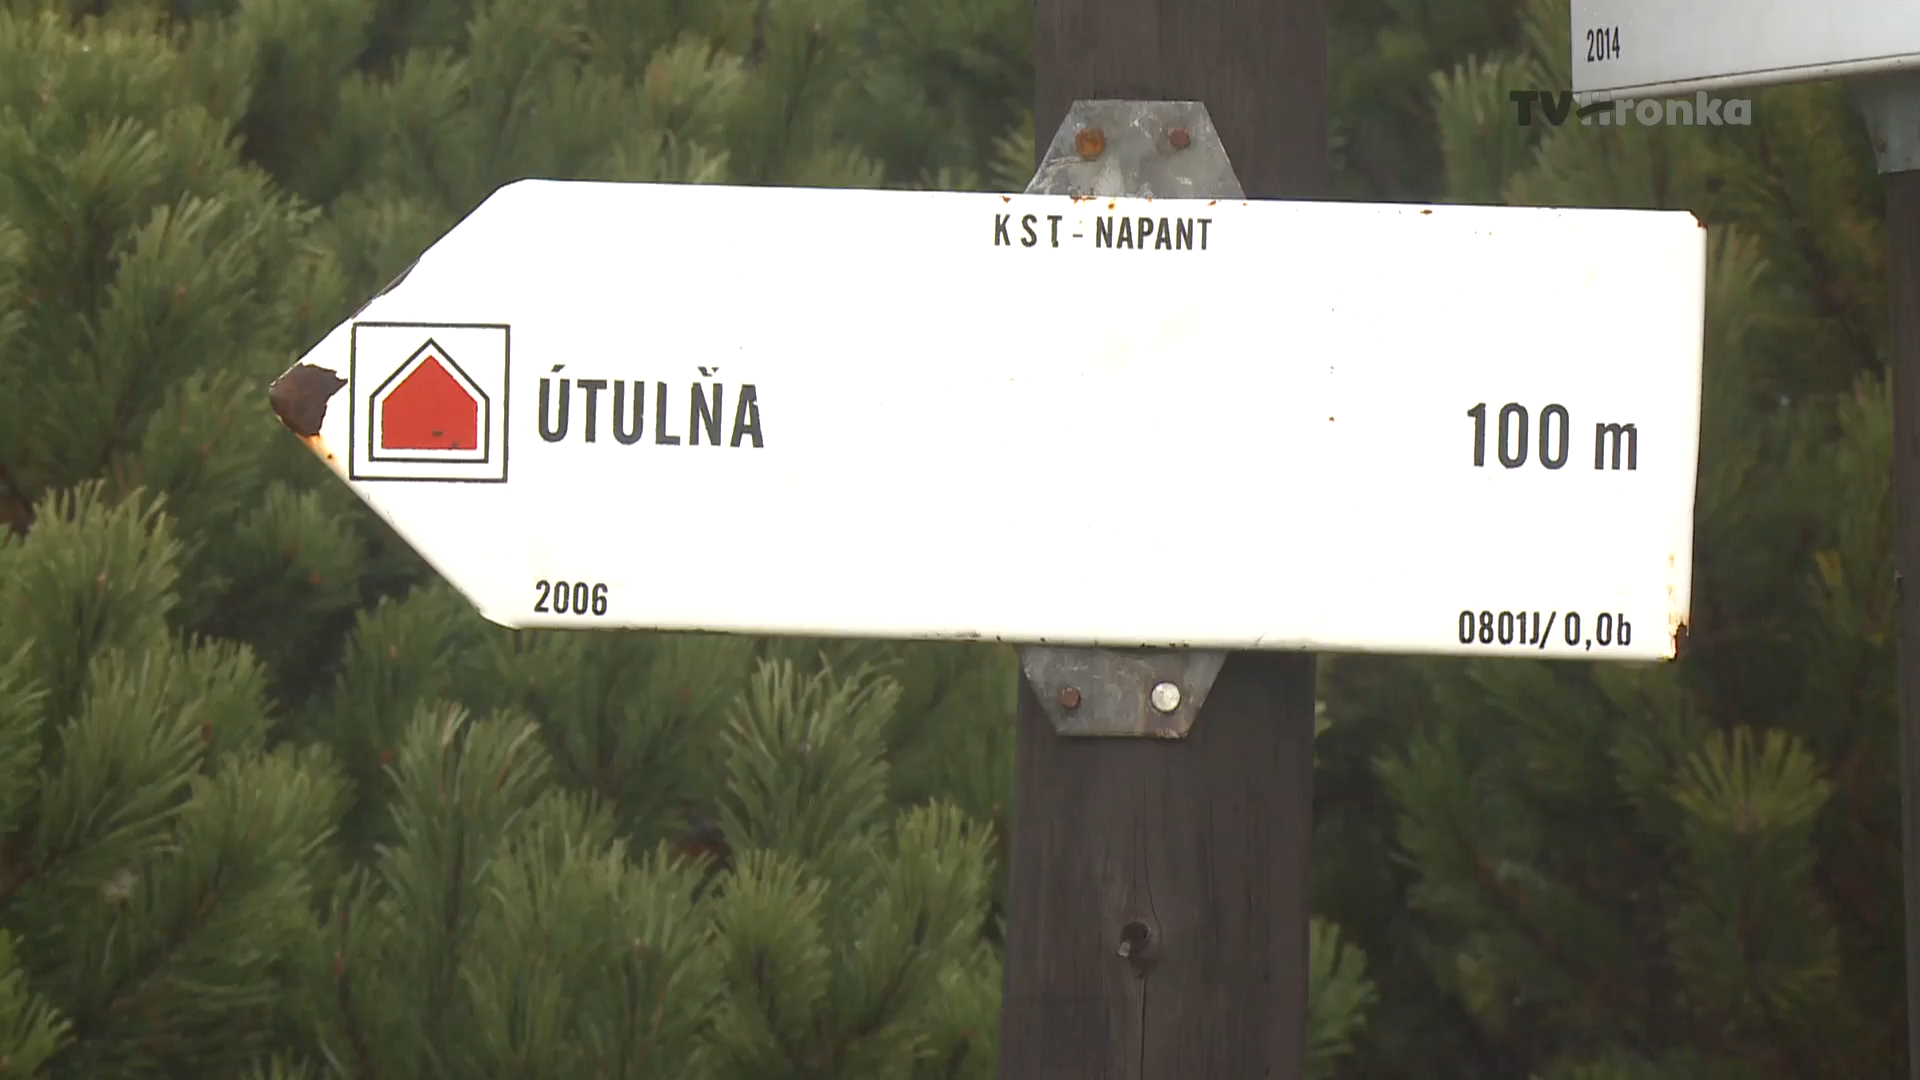 2014
TV Hronka
KST - NAPANT
ÚTULŇA
100 m
2006
0801J/0,0b